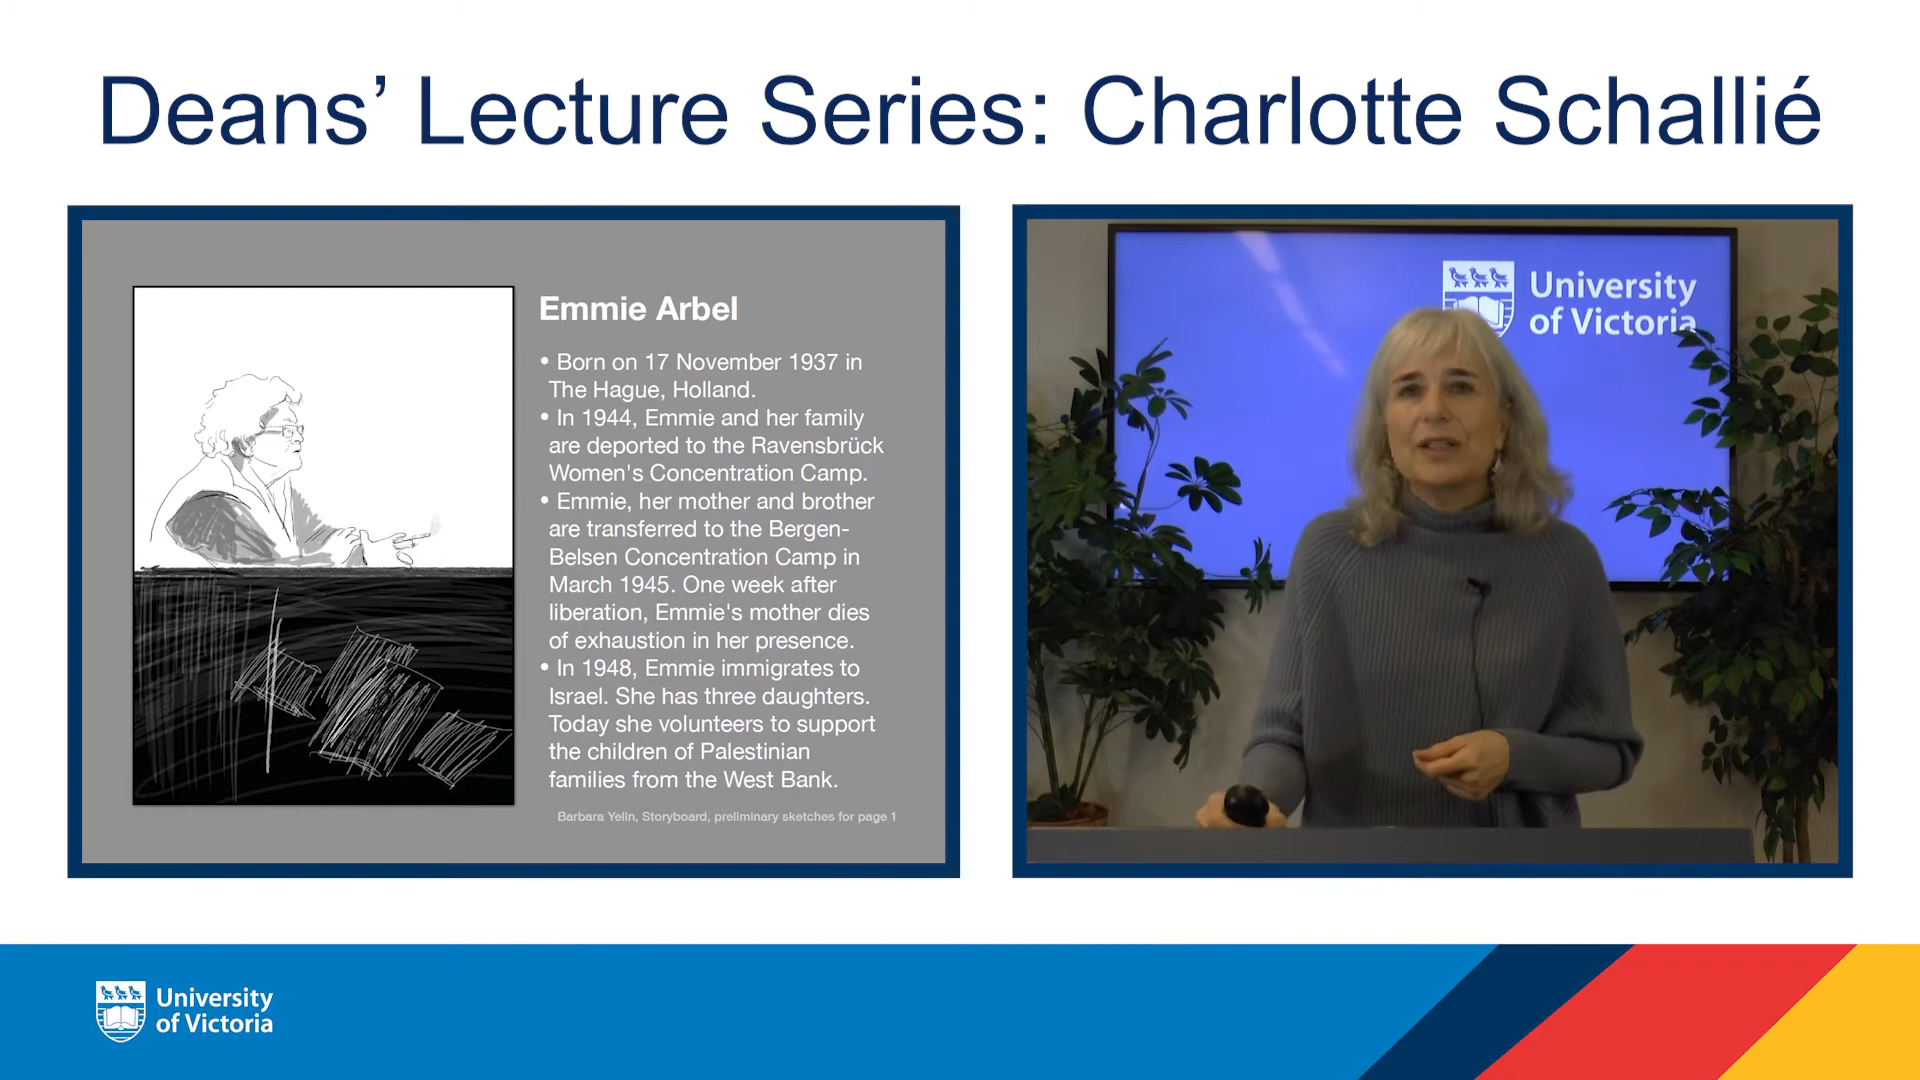 Deans’ Lecture Series: Charlotte Schallié
Emmie Arbel
• Born on 17 November 1937 in
The Hague, Holland.
• In 1944, Emmie and her family
are deported to the Ravensbrück
Women's Concentration Camp.
• Emmie, her mother and brother
are transferred to the Bergen-
Belsen Concentration Camp in
March 1945. One week after
liberation, Emmie's mother dies
of exhaustion in her presence.
• In 1948, Emmie immigrates to
Israel. She has three daughters.
Today she volunteers to support
the children of Palestinian
families from the West Bank.
Barbara Yelin, Storyboard, preliminary sketches for page 1
University
of Victoria
University
of Victoria